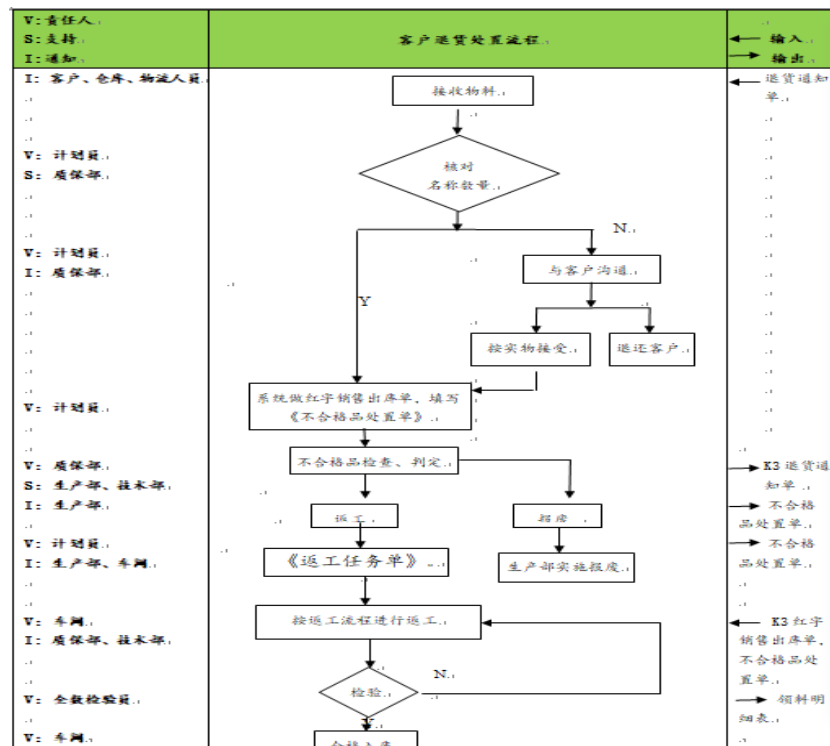 V:责任人
S:支持
I:通知
客户退货处置流程
输入
输出
I: 客户、仓库、物流人员
接收物料
退货通知
单
V: 计划员
S: 质保部
核对
名称数量
N
V: 计划员
I: 质保部
与客户沟通
Y
按实物接受
退还客户
系统做红字销售出库单，填写
《不合格品处置单》
V: 计划员
不合格品检查、判定
V: 质保部
S: 生产部、技术部
I: 生产部
K3 退货通
知单
返工
报废
不合格
品处置单
V: 计划员
I: 生产部、车间
《返工任务单》
生产部实施报废
不合格
品处置单
V: 车间
I: 质保部、技术部
按返工流程进行返工
K3 红字
销售出库单，
不合格品处
置单
N
检验
V: 全数检验员
领料明
细表
Y
V: 车间
合格入库